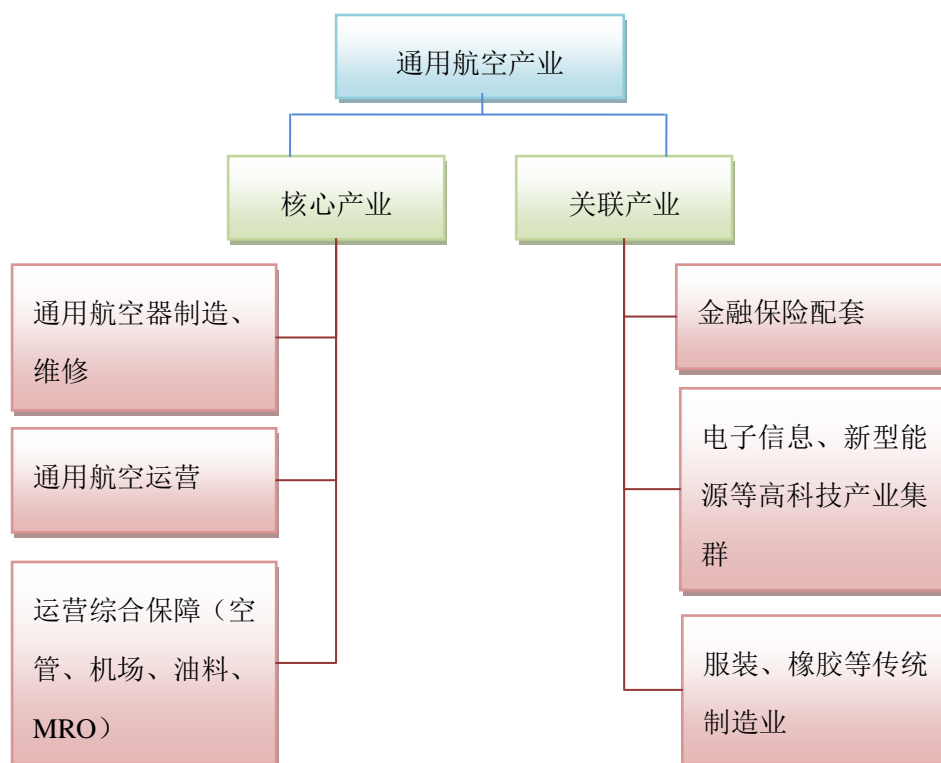 通用航空产业
核心产业
关联产业
通用航空器制造、
维修
通用航空运营
运营综合保障（空
管、机场、油料、
MRO）
金融保险配套
电子信息、新型能
源等高科技产业集
群
服装、橡胶等传统
制造业